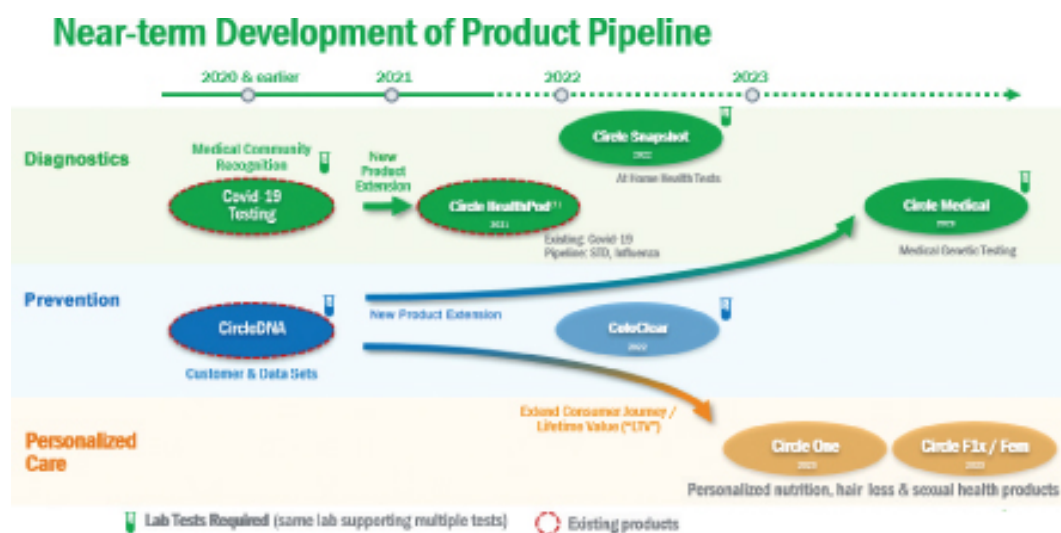 Near-term Development of Product Pipeline
2020 & earlier
2021
2022
2023
Diagnostics
Medical Community
Recognition
Covid-19
Testing
New
Product
Extension
Circle HealthPod(1)
2021
Existing: Covid-19
Pipeline: STD, Influenza
Circle Snapshot
2022
At Home Health Tests
Circle Medical
2023
Medical Genetic Testing
Prevention
CircleDNA
Customer & Data Sets
New Product Extension
ColoClear
2022
Personalized
Care
Extend Consumer Journey /
Lifetime Value ("LTV")
Circle One
2023
Circle F1x / Fem
2023
Personalized nutrition, hair loss & sexual health products
Lab Tests Required (same lab supporting multiple tests)
Existing products